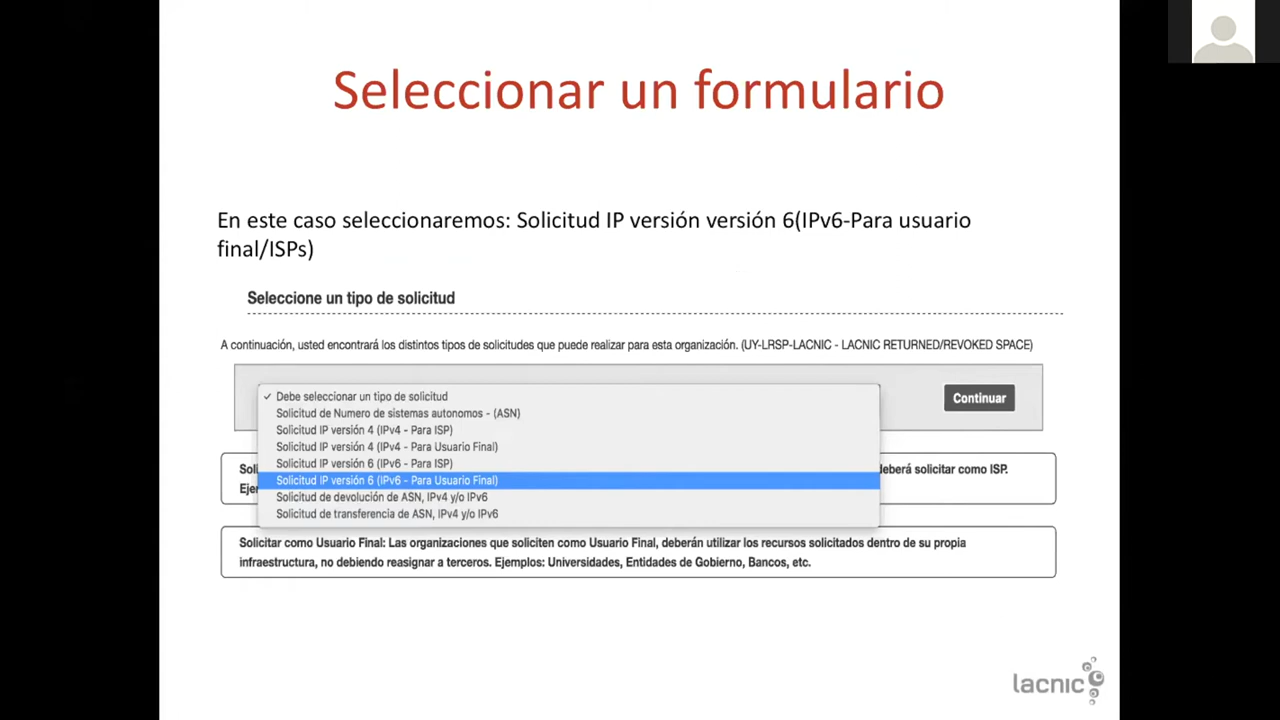 Seleccionar un formulario
En este caso seleccionaremos: Solicitud IP versión versión 6(IPv6-Para usuario
final/ISPs)
Seleccione un tipo de solicitud
A continuación, usted encontrará los distintos tipos de solicitudes que puede realizar para esta organización. (UY-LRSP-LACNIC - LACNIC RETURNED/REVOKED SPACE)
✓ Debe seleccionar un tipo de solicitud
Continuar
Solicitud de Numero de sistemas autonomos - (ASN)
Solicitud IP versión 4 (IPv4 - Para ISP)
Solicitud IP versión 4 (IPv4 - Para Usuario Final)
Solicitud IP versión 6 (IPv6 - Para ISP)
deberá solicitar como ISP.
Solicitud IP versión 6 (IPv6 - Para Usuario Final)
Solicitud de devolución de ASN, IPv4 y/o IPv6
Solicitud de transferencia de ASN, IPv4 y/o IPv6
Solicitar como Usuario Final: Las organizaciones que soliciten como Usuario Final, deberán utilizar los recursos solicitados dentro de su propia
infraestructura, no debiendo reasignar a terceros. Ejemplos: Universidades, Entidades de Gobierno, Bancos, etc.
lacnic